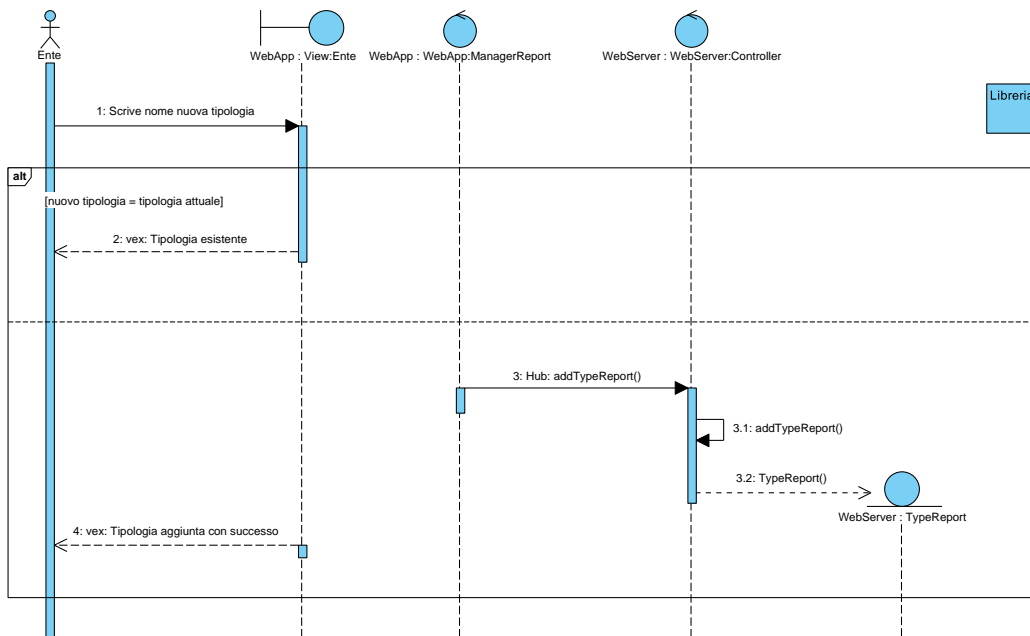 Ente
WebApp : View:Ente
WebApp : WebApp:ManagerReport
WebServer : WebServer:Controller
Libreria
1: Scrive nome nuova tipologia
alt
[nuovo tipologia = tipologia attuale]
2: vex: Tipologia esistente
3: Hub: addTypeReport()
3.1: addTypeReport()
3.2: TypeReport()
WebServer : TypeReport
4: vex: Tipologia aggiunta con successo